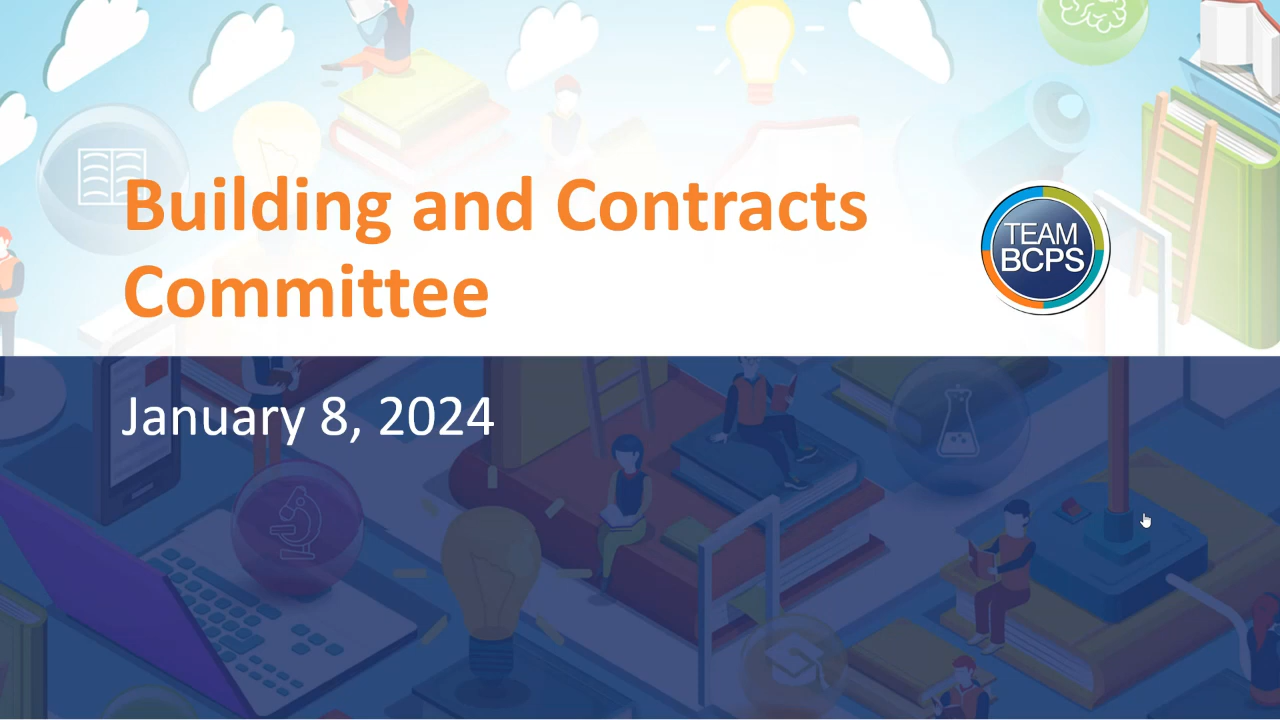 Building and Contracts
Committee
TEAM
BCPS
January 8, 2024